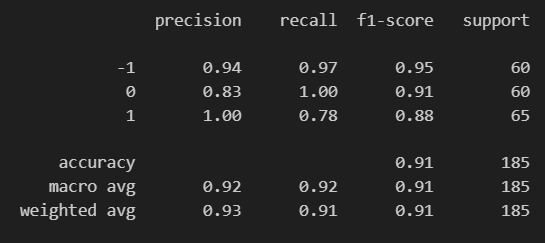 precision recall f1-score support
-1 0.94 0.97 0.95 60
0 0.83 1.00 0.91 60
1 1.00 0.78 0.88 65
accuracy 0.91 185
macro avg 0.92 0.92 0.91 185
weighted avg 0.93 0.91 0.91 185